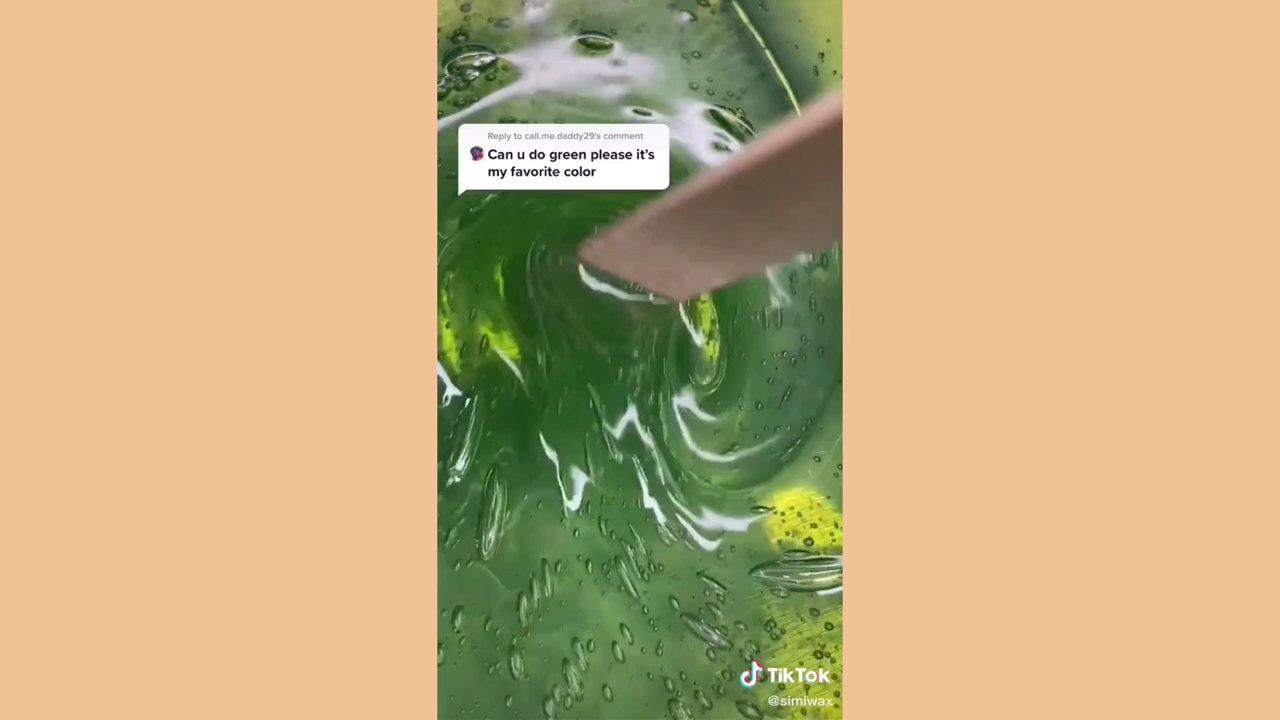 Reply to call.me.daddy29's comment
Can u do green please it's
my favorite color
TikTok
@simiwax